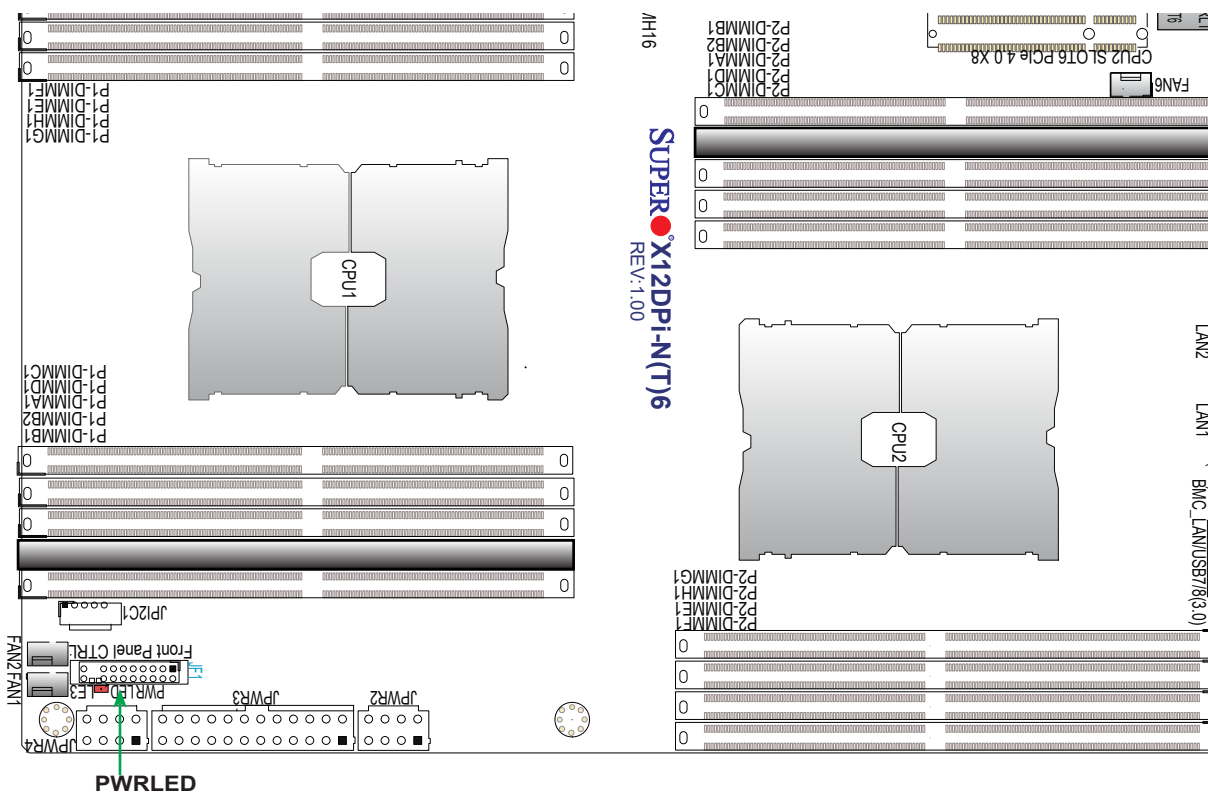 MH16
P2-DIMMB1
P2-DIMMB2
P2-DIMMA1
P2-DIMMD1
P2-DIMMC1
CPU2 SLOT6 PCIe 4.0 X8
FAN6
P1-DIMMF1
P1-DIMME1
P1-DIMMH1
P1-DIMMG1
CPU1
SUPER X12DPi-N(T)6
REV:1.00
P1-DIMMC1
P1-DIMMD1
P1-DIMMA1
P1-DIMMB2
P1-DIMMB1
CPU2
LAN2
LAN1
BMC_LAN/USB7/8(3.0)
P2-DIMMG1
P2-DIMMH1
P2-DIMME1
P2-DIMMF1
JPI2C1
FAN2
FAN1
Front Panel CTRL
JF1
PWRLED
LE3
JPWR3
JPWR2
JPWR4
PWRLED